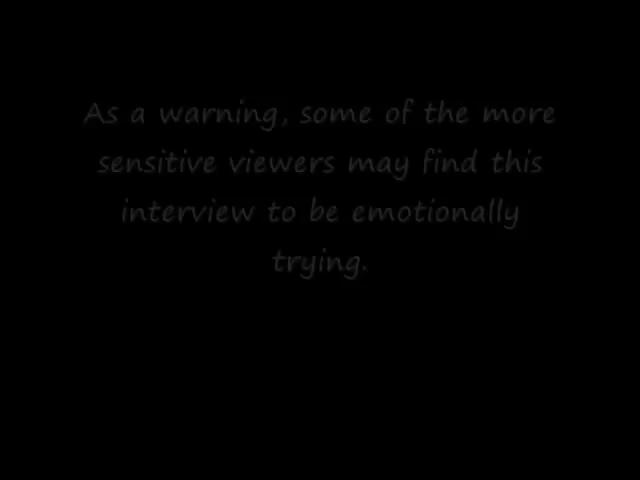 As a warning, some of the more
sensitive viewers may find this
interview to be emotionally
trying.